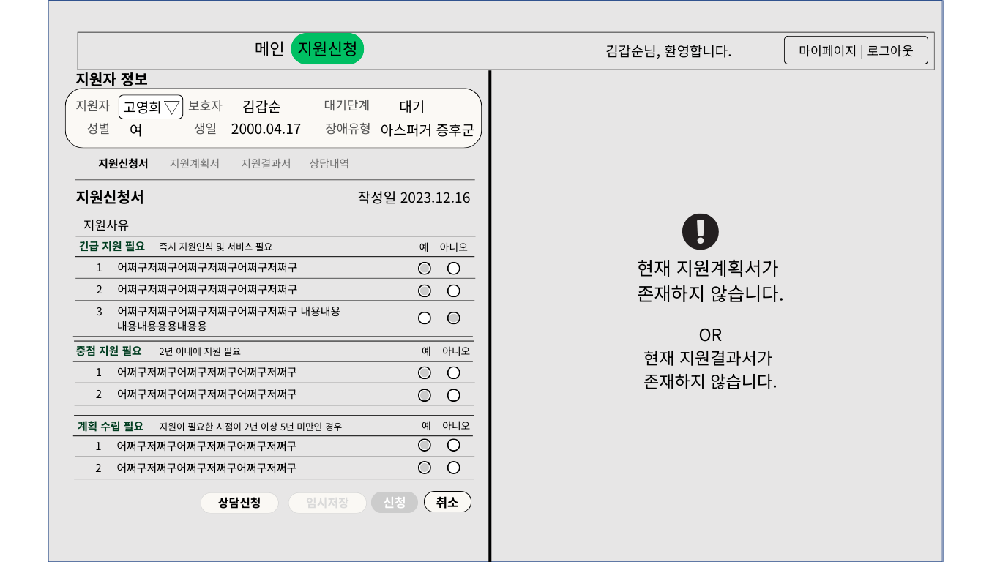 메인 지원신청 김갑순님, 환영합니다. 마이페이지 | 로그아웃
지원자 정보
지원자 고영희 보호자 김갑순 대기단계 대기
성별 여 생일 2000.04.17 장애유형 아스퍼거 증후군
지원신청서 지원계획서 지원결과서 상담내역
지원신청서 작성일 2023.12.16
지원사유
긴급 지원 필요 즉시 지원인식 및 서비스 필요 예 아니오
1 어쩌구저쩌구어쩌구저쩌구어쩌구저쩌구
2 어쩌구저쩌구어쩌구저쩌구어쩌구저쩌구
3 어쩌구저쩌구어쩌구저쩌구어쩌구저쩌구 내용내용
내용내용용용내용용
중점 지원 필요 2년 이내에 지원 필요 예 아니오
1 어쩌구저쩌구어쩌구저쩌구어쩌구저쩌구
2 어쩌구저쩌구어쩌구저쩌구어쩌구저쩌구
계획 수립 필요 지원이 필요한 시점이 2년 이상 5년 미만인 경우 예 아니오
1 어쩌구저쩌구어쩌구저쩌구어쩌구저쩌구
2 어쩌구저쩌구어쩌구저쩌구어쩌구저쩌구
상담신청 임시저장 신청 취소
현재 지원계획서가
존재하지 않습니다.
OR
현재 지원결과서가
존재하지 않습니다.